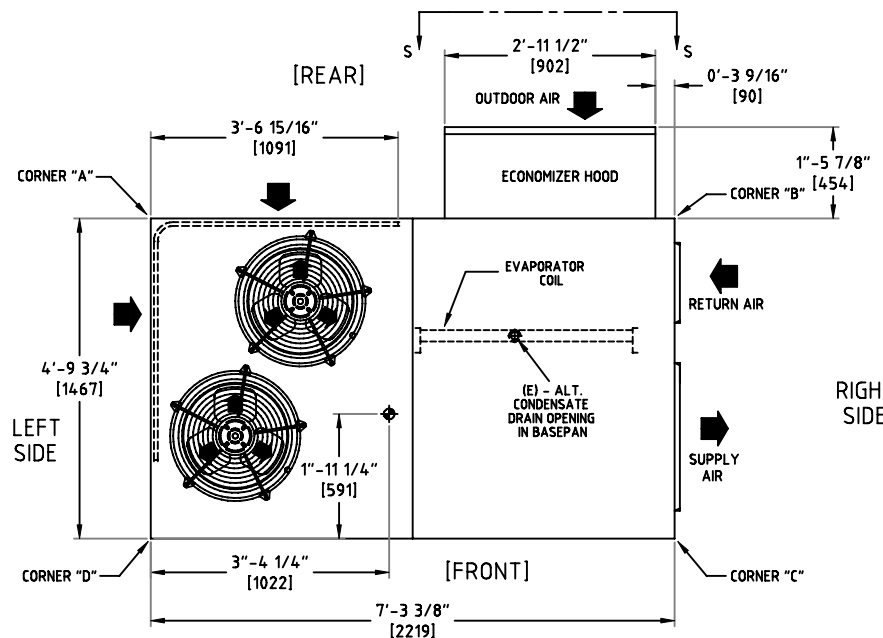 S
S
2'-11 1/2"
[902]
0'-3 9/16"
[90]
[REAR]
OUTDOOR AIR
3'-6 15/16"
[1091]
1"-5 7/8"
[454]
CORNER "A"
ECONOMIZER HOOD
CORNER "B"
EVAPORATOR
COIL
RETURN AIR
4'-9 3/4"
[1467]
(E) - ALT.
CONDENSATE
DRAIN OPENING
IN BASEPAN
RIGH
SIDE
LEFT
SIDE
1"-11 1/4"
[591]
SUPPLY
AIR
3"-4 1/4"
[1022]
CORNER "D"
[FRONT]
CORNER "C"
7'-3 3/8"
[2219]